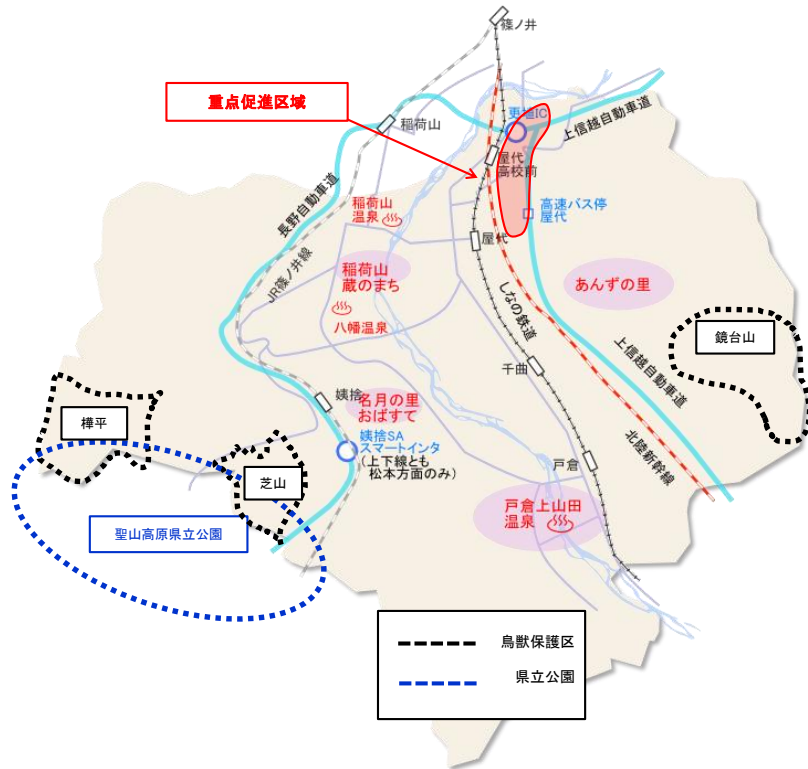 篠ノ井
重点促進区域
稲荷山
更埴IC
上信越自動車道
屋代
高校前
長野自動車道
稲荷山
温泉
高速バス停
屋代
屋代
JR篠ノ井線
稲荷山
蔵のまち
あんずの里
しなの鉄道
八幡温泉
鏡台山
上信越自動車道
千曲
姨捨
名月の里
おばすて
樺平
北陸新幹線
姨捨SA
スマートインタ
(上下線とも
松本方面のみ)
戸倉
芝山
戸倉上山田
温泉
聖山高原県立公園
鳥獣保護区
県立公園